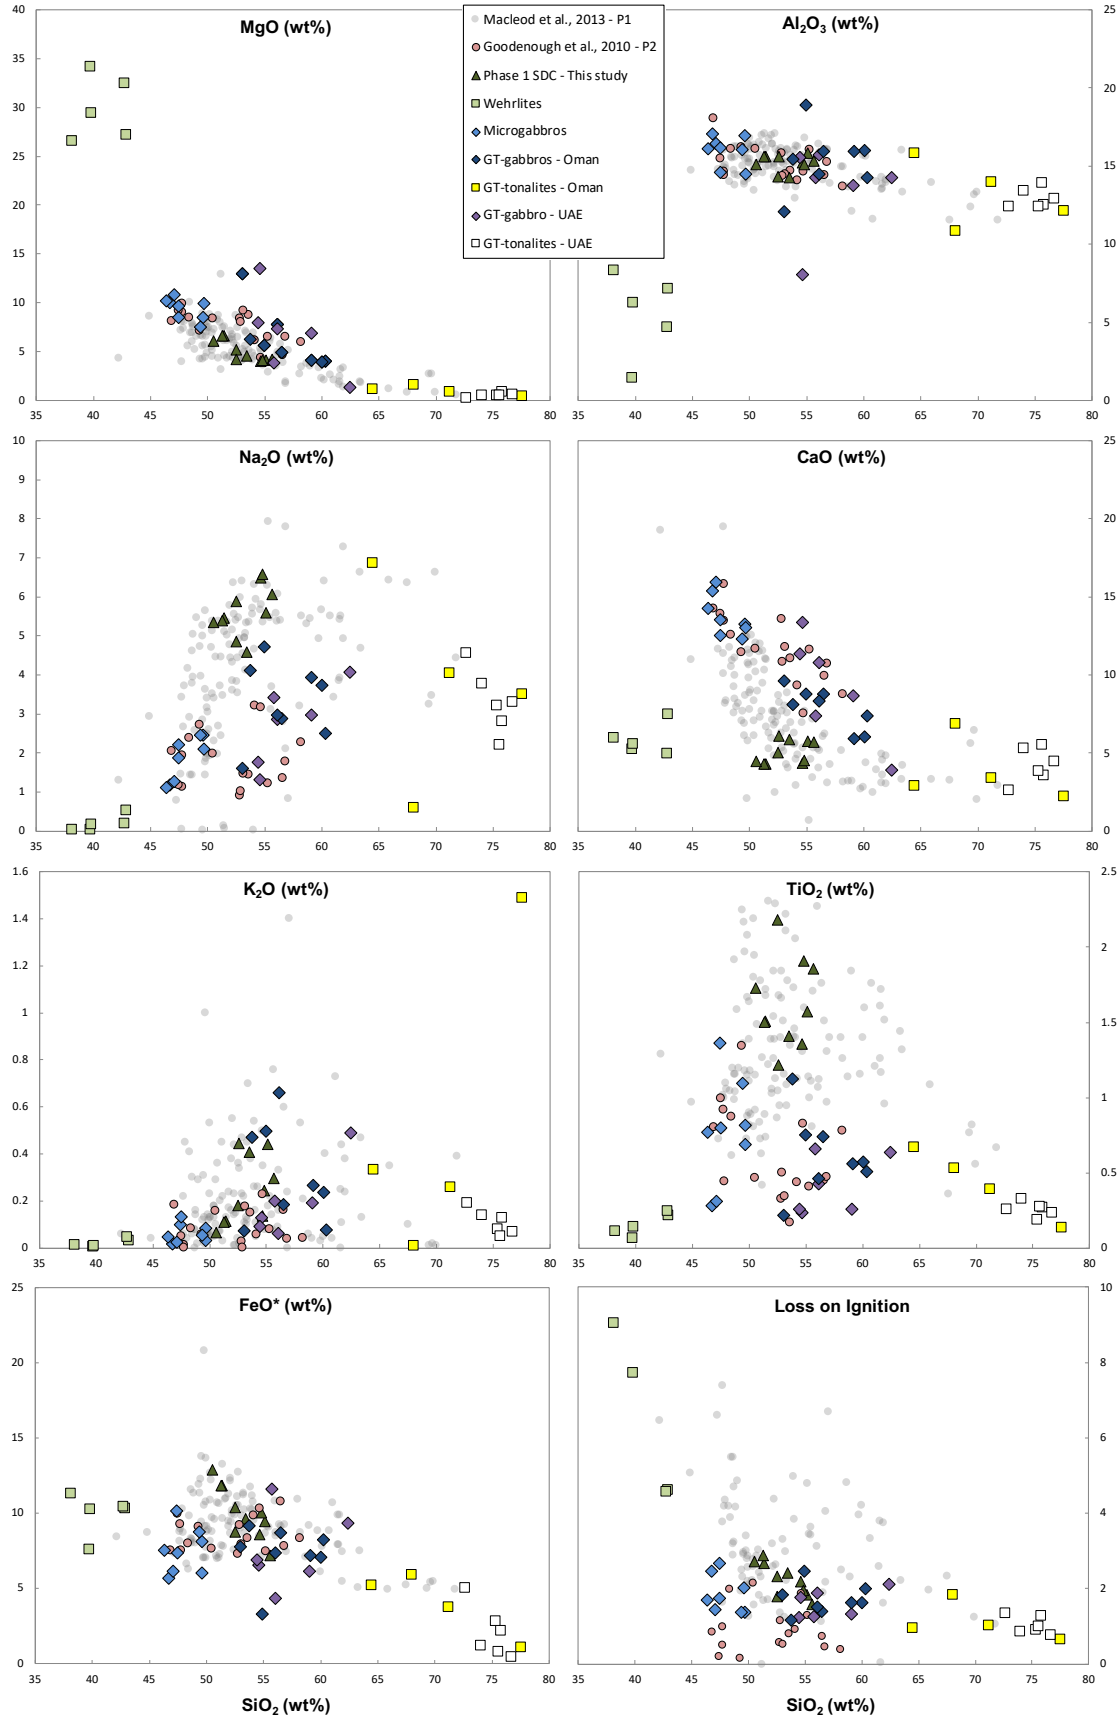 MgO (wt%)
40
35
30
25
20
15
10
5
0
35 40 45 50 55 60 65 70 75 80
Macleod et al., 2013 - P1
Goodenough et al., 2010 - P2
Phase 1 SDC - This study
Wehrlites
Microgabbros
GT-gabbros - Oman
GT-tonalites - Oman
GT-gabbro - UAE
GT-tonalites - UAE
Al₂O₃ (wt%)
25
20
15
10
5
0
35 40 45 50 55 60 65 70 75 80
Na₂O (wt%)
10
9
8
7
6
5
4
3
2
1
0
35 40 45 50 55 60 65 70 75 80
CaO (wt%)
25
20
15
10
5
0
35 40 45 50 55 60 65 70 75 80
K₂O (wt%)
1.6
1.4
1.2
1
0.8
0.6
0.4
0.2
0
35 40 45 50 55 60 65 70 75 80
TiO₂ (wt%)
2.5
2
1.5
1
0.5
0
35 40 45 50 55 60 65 70 75 80
FeO* (wt%)
25
20
15
10
5
0
35 40 45 50 55 60 65 70 75 80
SiO₂ (wt%)
Loss on Ignition
10
8
6
4
2
0
35 40 45 50 55 60 65 70 75 80
SiO₂ (wt%)